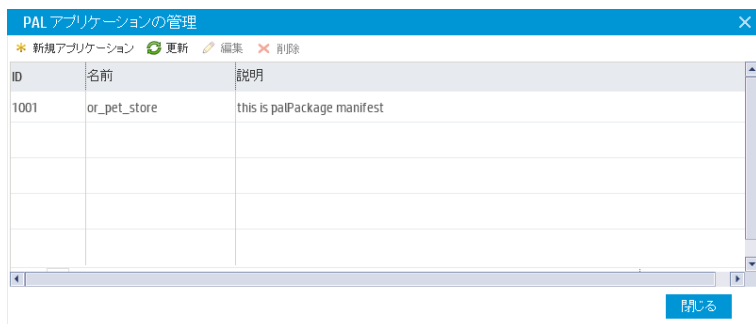 PAL アプリケーションの管理
新規アプリケーション 更新 編集 削除
ID 名前 説明
1001 or_pet_store this is palPackage manifest
閉じる